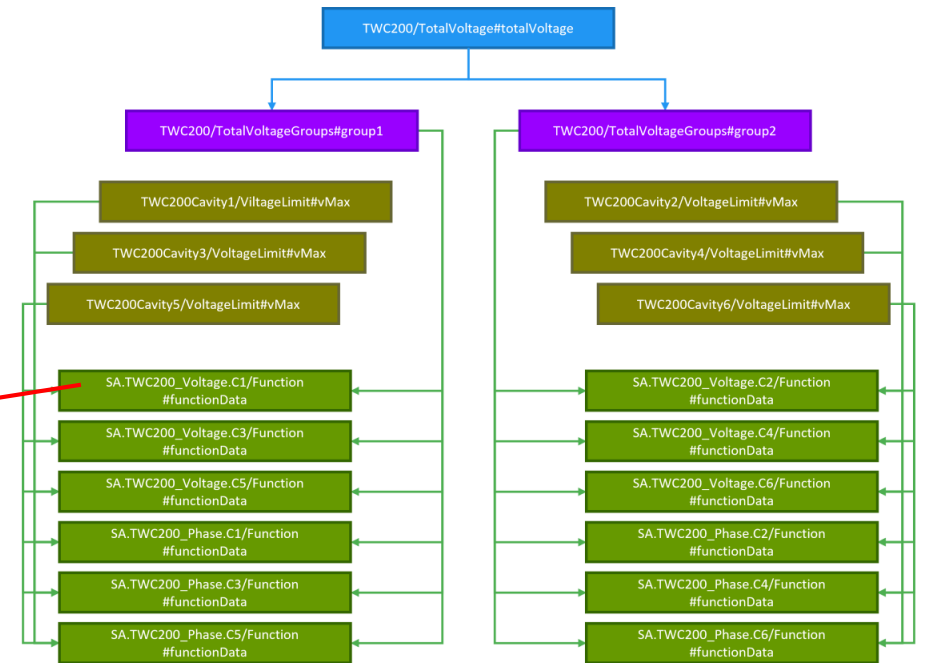 TWC200/TotalVoltage#totalVoltage
TWC200/TotalVoltageGroups#group1
TWC200/TotalVoltageGroups#group2
TWC200Cavity1/ViltageLimit#vMax
TWC200Cavity2/VoltageLimit#vMax
TWC200Cavity3/VoltageLimit#vMax
TWC200Cavity4/VoltageLimit#vMax
TWC200Cavity5/VoltageLimit#vMax
TWC200Cavity6/VoltageLimit#vMax
SA.TWC200_Voltage.C1/Function
#functionData
SA.TWC200_Voltage.C2/Function
#functionData
SA.TWC200_Voltage.C3/Function
#functionData
SA.TWC200_Voltage.C4/Function
#functionData
SA.TWC200_Voltage.C5/Function
#functionData
SA.TWC200_Voltage.C6/Function
#functionData
SA.TWC200_Phase.C1/Function
#functionData
SA.TWC200_Phase.C2/Function
#functionData
SA.TWC200_Phase.C3/Function
#functionData
SA.TWC200_Phase.C4/Function
#functionData
SA.TWC200_Phase.C5/Function
#functionData
SA.TWC200_Phase.C6/Function
#functionData